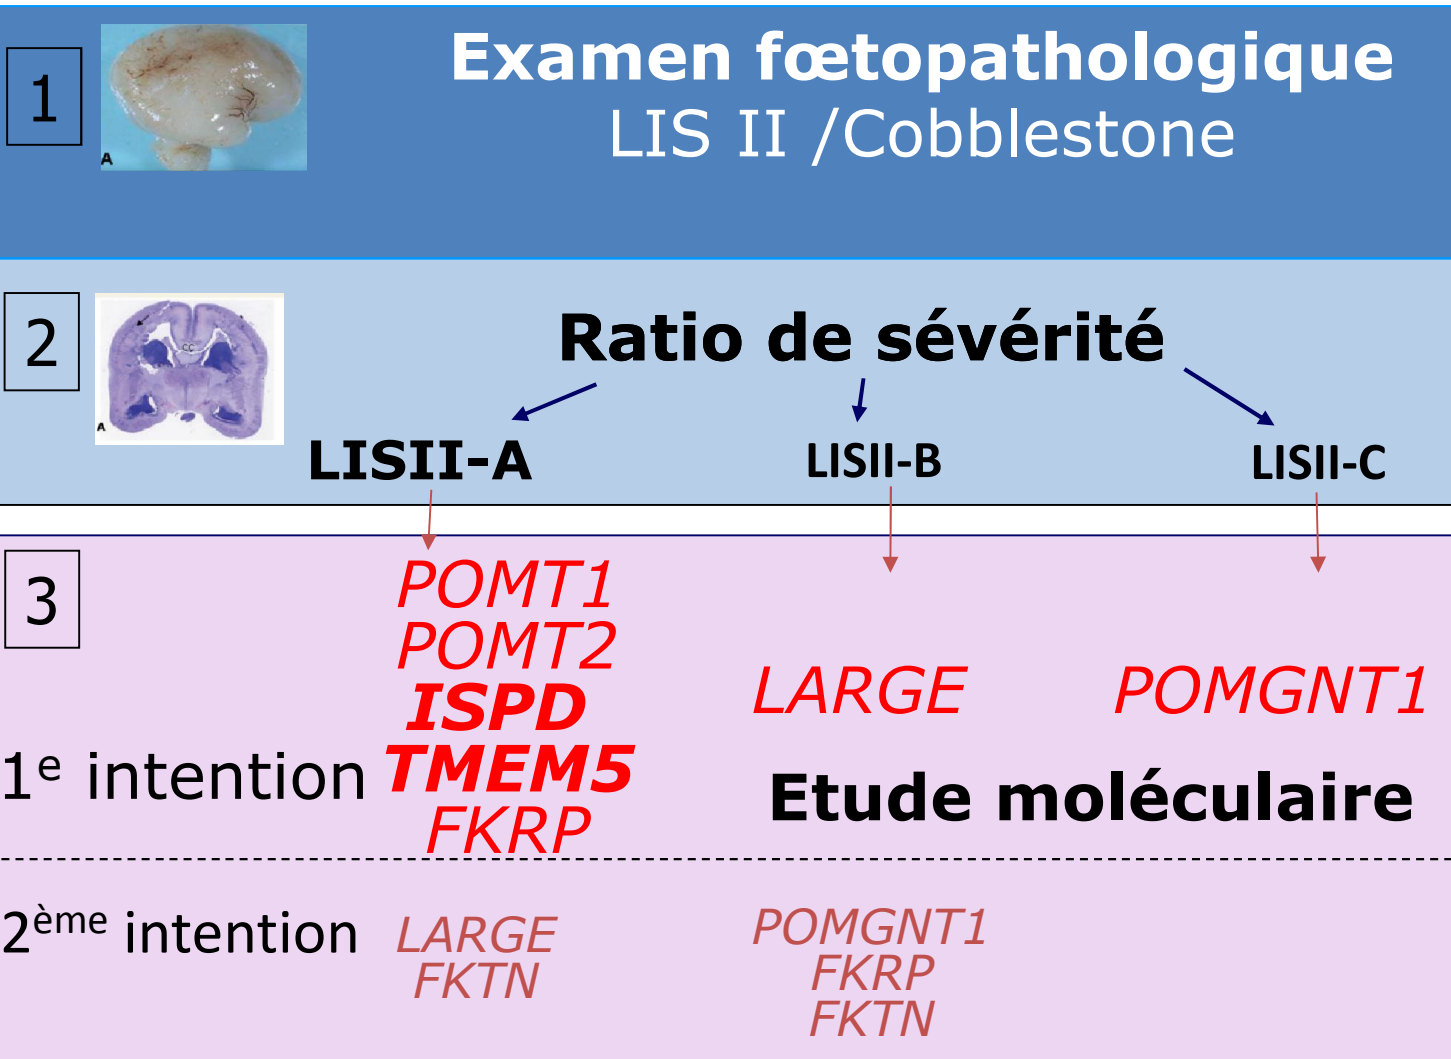 1
Examen fœtopathologique
LIS II /Cobblestone
A
2
Ratio de sévérité
CC
A
LISII-A
LISII-B
LISII-C
3
POMT1
POMT2
ISPD
TMEM5
FKRP
LARGE
POMGNT1
1e intention
Etude moléculaire
2ème intention
LARGE
FKTN
POMGNT1
FKRP
FKTN